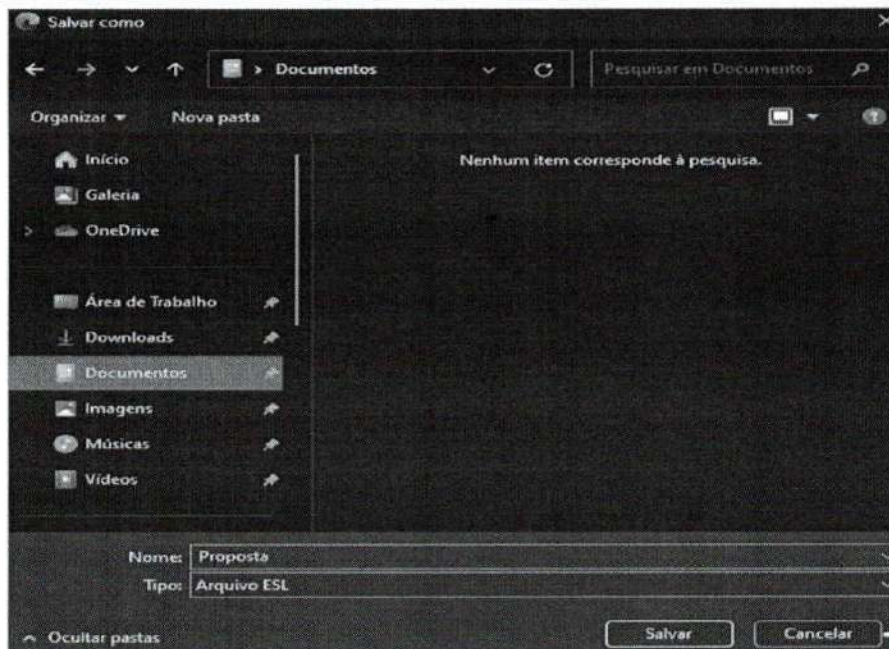 Salvar como
Documentos
Pesquisar em Documentos
Organizar
Nova pasta
Início
Nenhum item corresponde à pesquisa.
Galeria
OneDrive
Área de Trabalho
Downloads
Documentos
Imagens
Músicas
Vídeos
Nome: Proposta
Tipo: Arquivo ESL
Ocultar pastas
Salvar
Cancelar